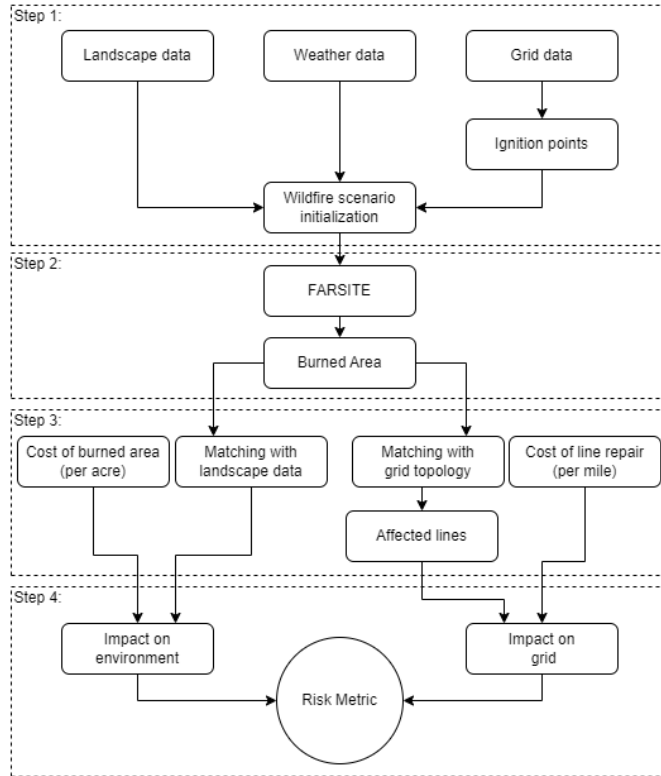 Step 1:
Landscape data
Weather data
Grid data
Ignition points
Wildfire scenario
initialization
Step 2:
FARSITE
Burned Area
Step 3:
Cost of burned area
(per acre)
Matching with
landscape data
Matching with
grid topology
Cost of line repair
(per mile)
Affected lines
Step 4:
Impact on
environment
Impact on
grid
Risk Metric